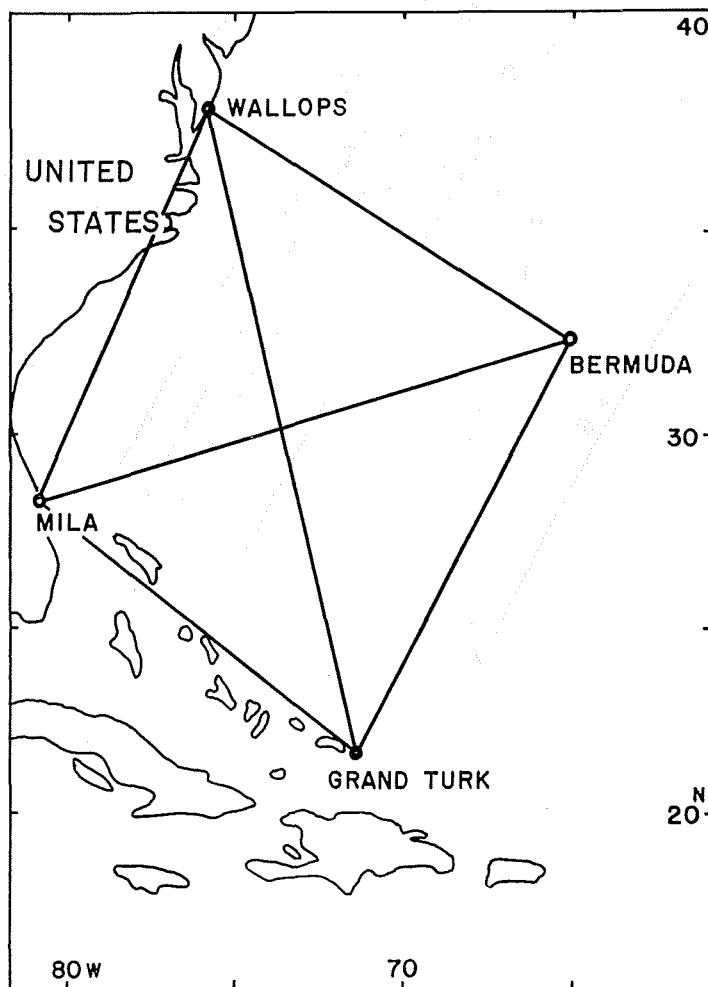 40
WALLOPS
UNITED
STATES
BERMUDA
30
MILA
GRAND TURK
N
20
80 W
70